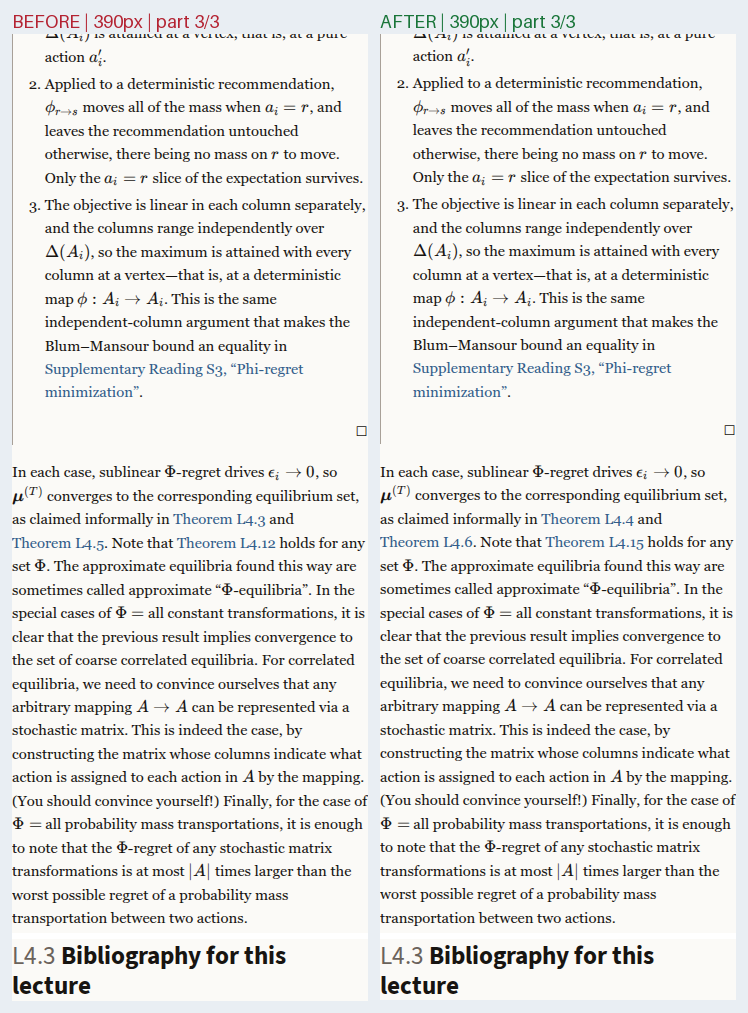 BEFORE | 390px | part 3/3
Δ(Aᵢ) is attained at a vertex, that is, at a pure
action a′ᵢ.
2. Applied to a deterministic recommendation,
ϕᵣ→ₛ moves all of the mass when aᵢ = r, and
leaves the recommendation untouched
otherwise, there being no mass on r to move.
Only the aᵢ = r slice of the expectation survives.
3. The objective is linear in each column separately,
and the columns range independently over
Δ(Aᵢ), so the maximum is attained with every
column at a vertex—that is, at a deterministic
map ϕ : Aᵢ → Aᵢ. This is the same
independent-column argument that makes the
Blum–Mansour bound an equality in
Supplementary Reading S3, “Phi-regret
minimization”.
□
In each case, sublinear Φ-regret drives ϵᵢ → 0, so
μ⁽ᵀ⁾ converges to the corresponding equilibrium set,
as claimed informally in Theorem L4.3 and
Theorem L4.5. Note that Theorem L4.12 holds for any
set Φ. The approximate equilibria found this way are
sometimes called approximate “Φ-equilibria”. In the
special cases of Φ = all constant transformations, it is
clear that the previous result implies convergence to
the set of coarse correlated equilibria. For correlated
equilibria, we need to convince ourselves that any
arbitrary mapping A → A can be represented via a
stochastic matrix. This is indeed the case, by
constructing the matrix whose columns indicate what
action is assigned to each action in A by the mapping.
(You should convince yourself!) Finally, for the case of
Φ = all probability mass transportations, it is enough
to note that the Φ-regret of any stochastic matrix
transformations is at most |A| times larger than the
worst possible regret of a probability mass
transportation between two actions.
L4.3 Bibliography for this
lecture
AFTER | 390px | part 3/3
Δ(Aᵢ) is attained at a vertex, that is, at a pure
action a′ᵢ.
2. Applied to a deterministic recommendation,
ϕᵣ→ₛ moves all of the mass when aᵢ = r, and
leaves the recommendation untouched
otherwise, there being no mass on r to move.
Only the aᵢ = r slice of the expectation survives.
3. The objective is linear in each column separately,
and the columns range independently over
Δ(Aᵢ), so the maximum is attained with every
column at a vertex—that is, at a deterministic
map ϕ : Aᵢ → Aᵢ. This is the same
independent-column argument that makes the
Blum–Mansour bound an equality in
Supplementary Reading S3, “Phi-regret
minimization”.
□
In each case, sublinear Φ-regret drives ϵᵢ → 0, so
μ⁽ᵀ⁾ converges to the corresponding equilibrium set,
as claimed informally in Theorem L4.4 and
Theorem L4.6. Note that Theorem L4.15 holds for any
set Φ. The approximate equilibria found this way are
sometimes called approximate “Φ-equilibria”. In the
special cases of Φ = all constant transformations, it is
clear that the previous result implies convergence to
the set of coarse correlated equilibria. For correlated
equilibria, we need to convince ourselves that any
arbitrary mapping A → A can be represented via a
stochastic matrix. This is indeed the case, by
constructing the matrix whose columns indicate what
action is assigned to each action in A by the mapping.
(You should convince yourself!) Finally, for the case of
Φ = all probability mass transportations, it is enough
to note that the Φ-regret of any stochastic matrix
transformations is at most |A| times larger than the
worst possible regret of a probability mass
transportation between two actions.
L4.3 Bibliography for this
lecture